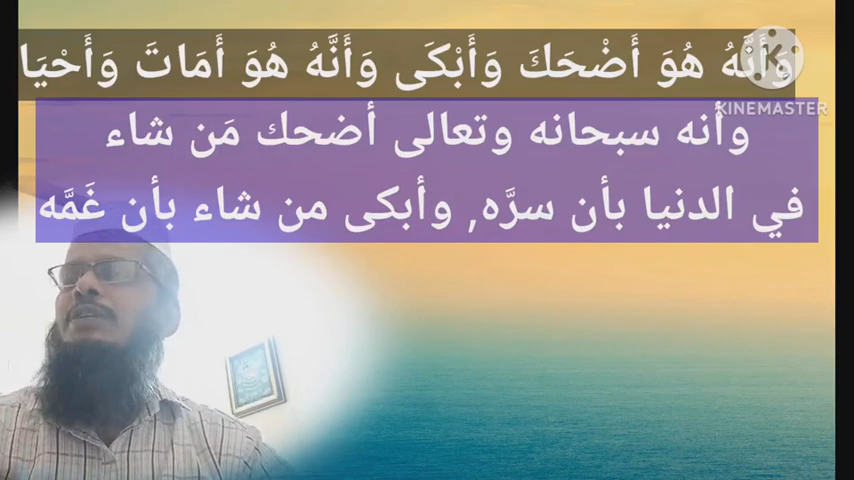 وَأَنَّهُ هُوَ أَضْحَكَ وَأَبْكَى وَأَنَّهُ هُوَ أَمَاتَ وَأَحْيَا
KINEMASTER
وأنه سبحانه وتعالى أضحك مَن شاء
في الدنيا بأن سرَّه, وأبكى من شاء بأن غَمَّه